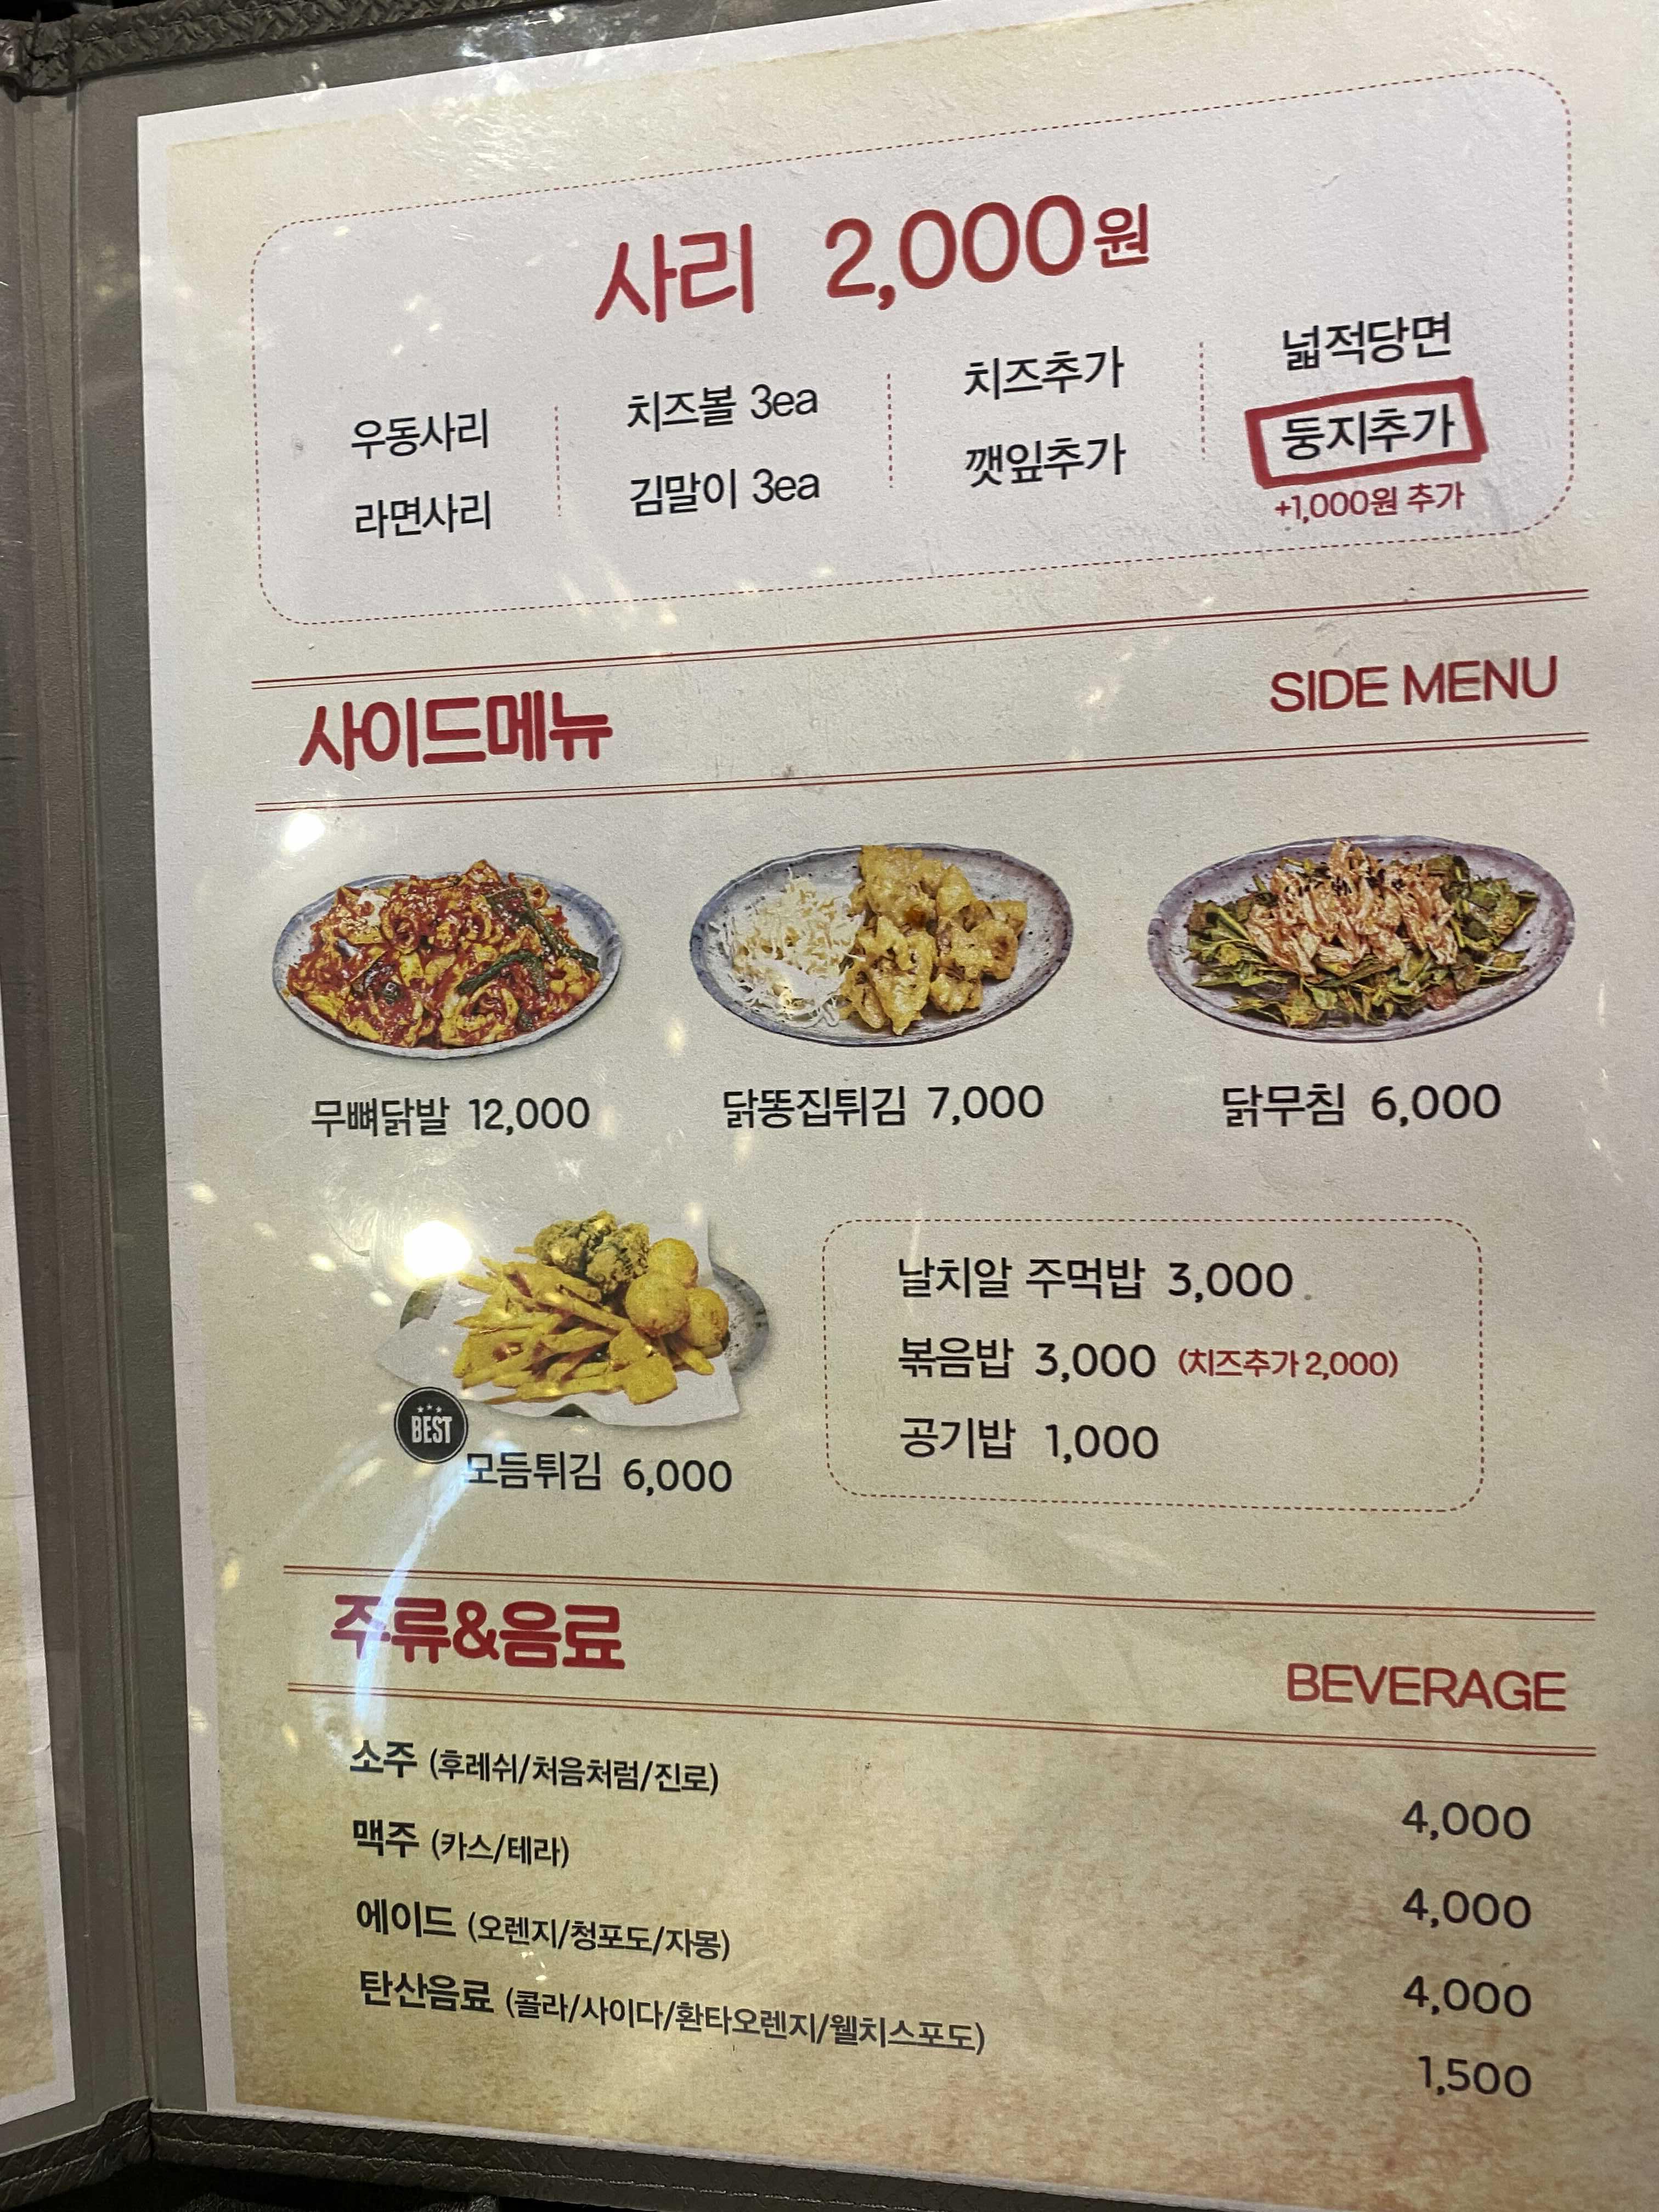 사리 2,000원
우동사리
라면사리
치즈볼 3ea
김말이 3ea
치즈추가
깻잎추가
넓적당면
둥지추가
+1,000원 추가
사이드메뉴
SIDE MENU
무뼈닭발 12,000
닭똥집튀김 7,000
닭무침 6,000
BEST
모듬튀김 6,000
날치알 주먹밥 3,000
볶음밥 3,000 (치즈추가 2,000)
공기밥 1,000
주류&음료
BEVERAGE
소주 (후레쉬/처음처럼/진로) 4,000
맥주 (카스/테라) 4,000
에이드 (오렌지/청포도/자몽) 4,000
탄산음료 (콜라/사이다/환타오렌지/웰치스포도) 1,500